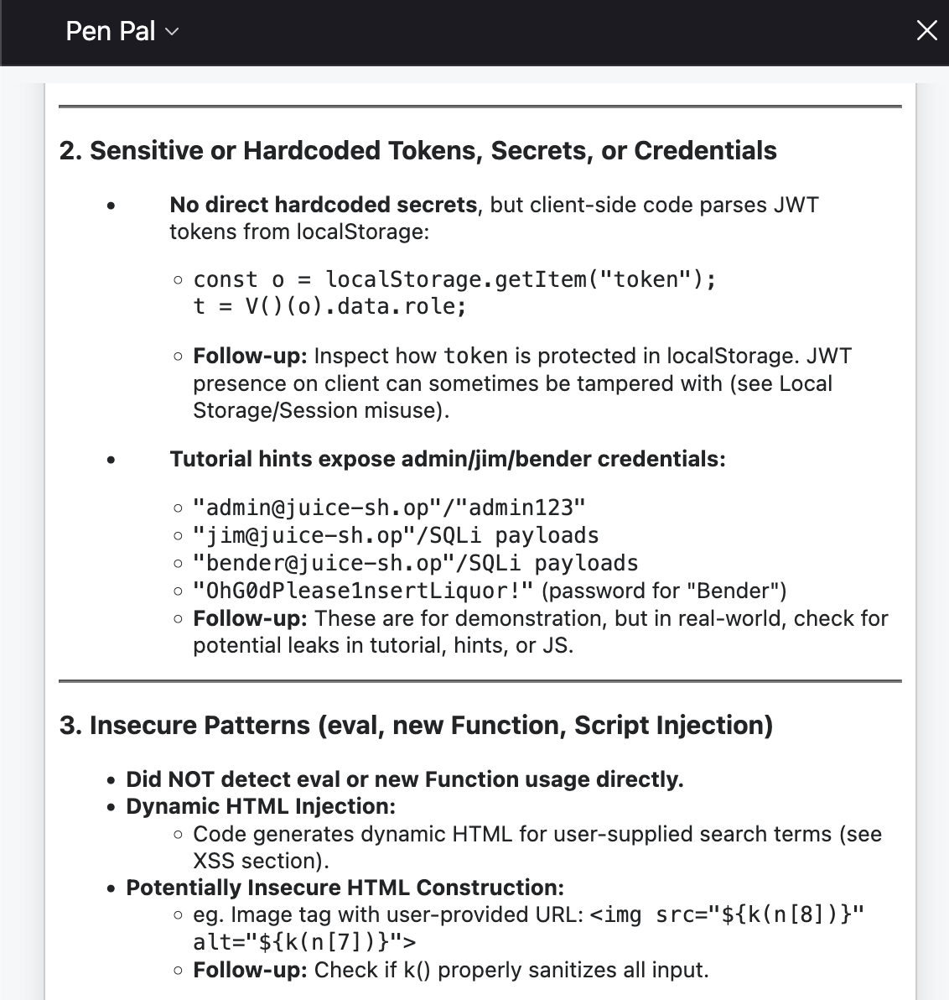 Pen Pal
2. Sensitive or Hardcoded Tokens, Secrets, or Credentials
No direct hardcoded secrets, but client-side code parses JWT
tokens from localStorage:
const o = localStorage.getItem("token");
t = V()(o).data.role;
Follow-up: Inspect how token is protected in localStorage. JWT
presence on client can sometimes be tampered with (see Local
Storage/Session misuse).
Tutorial hints expose admin/jim/bender credentials:
"admin@juice-sh.op"/"admin123"
"jim@juice-sh.op"/SQLi payloads
"bender@juice-sh.op"/SQLi payloads
"OhG0dPlease1nsertLiquor!" (password for "Bender")
Follow-up: These are for demonstration, but in real-world, check for
potential leaks in tutorial, hints, or JS.
3. Insecure Patterns (eval, new Function, Script Injection)
Did NOT detect eval or new Function usage directly.
Dynamic HTML Injection:
Code generates dynamic HTML for user-supplied search terms (see
XSS section).
Potentially Insecure HTML Construction:
eg. Image tag with user-provided URL: <img src="${k(n[8])}"
alt="${k(n[7])}">
Follow-up: Check if k() properly sanitizes all input.